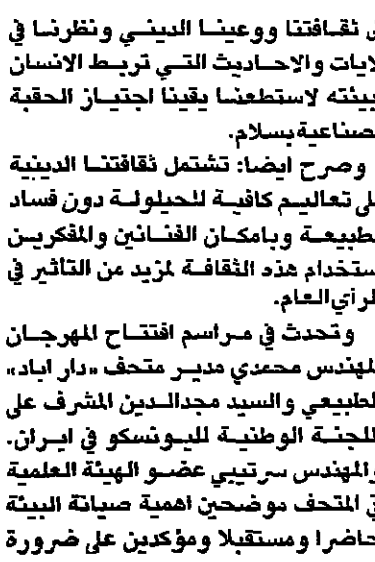 ثقافتنا ووعينا الديني ونظرنا في
لايات والاحاديث التي تربط الانسان
ببيئته لاستطعنا يقينا اجتياز الحقبة
لصناعية بسلام.
وصرح ايضا: تشتمل ثقافتنا الدينية
لى تعاليم كافية للحيلولة دون فساد
لطبيعة وبامكان الفنانين والمفكرين
ستخدام هذه الثقافة لمزيد من التأثير في
لرأي العام.
وتحدث في مراسم افتتاح المهرجان
لمهندس محمدي مدير متحف «دار اباد»
لطبيعي والسيد مجدالدين المشرف على
للجنة الوطنية لليونسكو في ايران.
والمهندس سرتيبي عضو الهيئة العلمية
ي المتحف موضحين اهمية صيانة البيئة
حاضرا ومستقبلا ومؤكدين على ضرورة